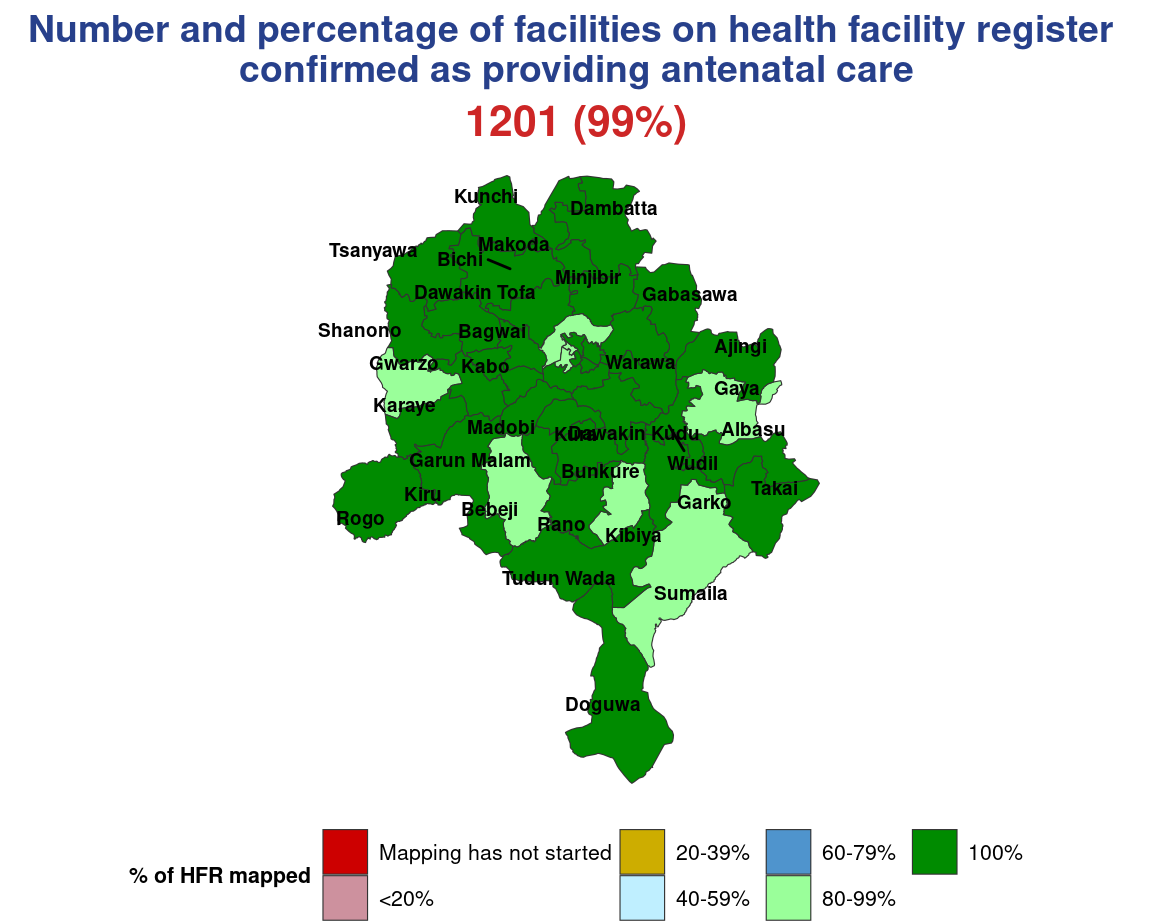 Number and percentage of facilities on health facility register
confirmed as providing antenatal care
1201 (99%)
Kunchi
Dambatta
Makoda
Tsanyawa
Bichi
Minjibir
Dawakin Tofa
Gabasawa
Shanono
Bagwai
Ajingi
Gwarzo
Kabo
Warawa
Gaya
Karaye
Madobi
Kura
Dawakin Kudu
Albasu
Garun Malam
Wudil
Bunkure
Kiru
Takai
Garko
Bebeji
Rogo
Rano
Kibiya
Tudun Wada
Sumaila
Doguwa
% of HFR mapped
Mapping has not started
<20%
20-39%
40-59%
60-79%
80-99%
100%